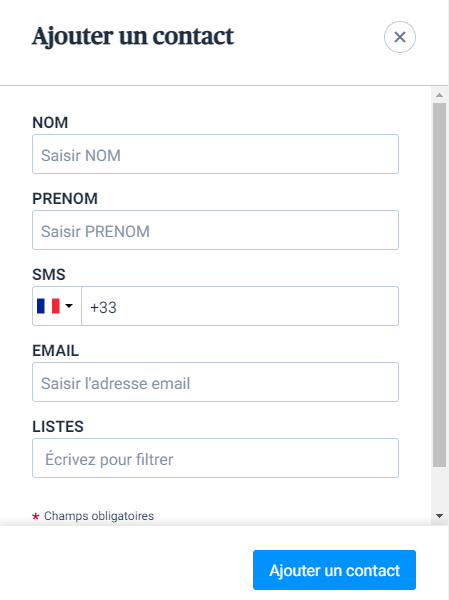 Ajouter un contact
NOM
Saisir NOM
PRENOM
Saisir PRENOM
SMS
+33
EMAIL
Saisir l'adresse email
LISTES
Écrivez pour filtrer
* Champs obligatoires
Ajouter un contact